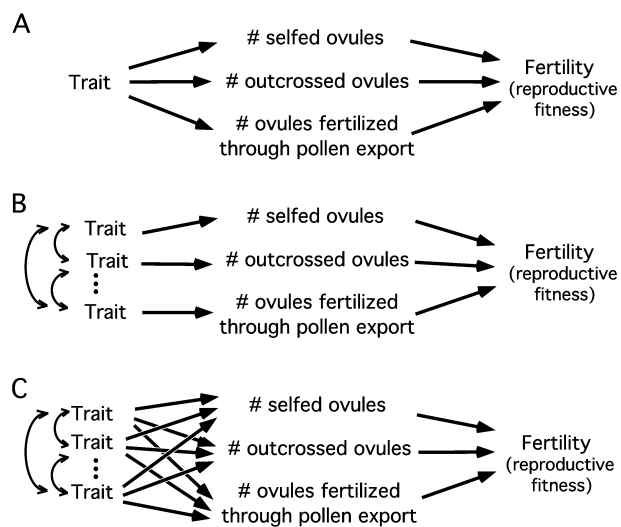 A
Trait
# selfed ovules
# outcrossed ovules
# ovules fertilized
through pollen export
Fertility
(reproductive
fitness)
B
Trait
Trait
Trait
# selfed ovules
# outcrossed ovules
# ovules fertilized
through pollen export
Fertility
(reproductive
fitness)
C
Trait
Trait
Trait
# selfed ovules
# outcrossed ovules
# ovules fertilized
through pollen export
Fertility
(reproductive
fitness)